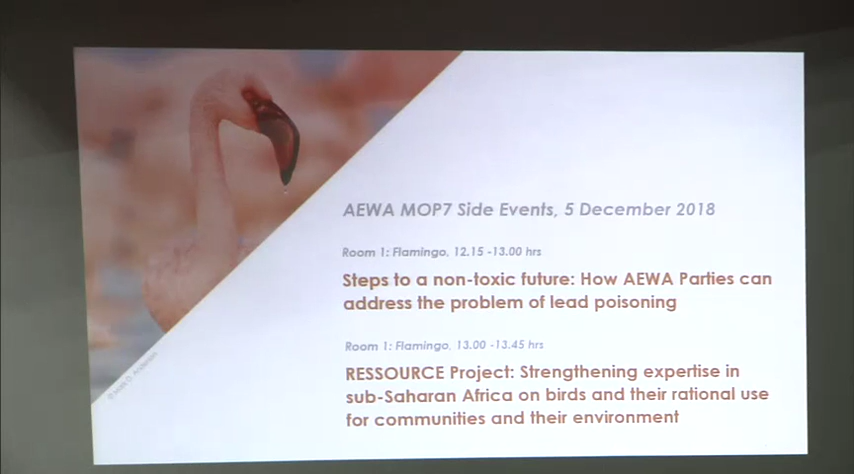 AEWA MOP7 Side Events, 5 December 2018
Room 1: Flamingo, 12.15 -13.00 hrs
Steps to a non-toxic future: How AEWA Parties can
address the problem of lead poisoning
Room 1: Flamingo, 13.00 -13.45 hrs
RESSOURCE Project: Strengthening expertise in
sub-Saharan Africa on birds and their rational use
for communities and their environment